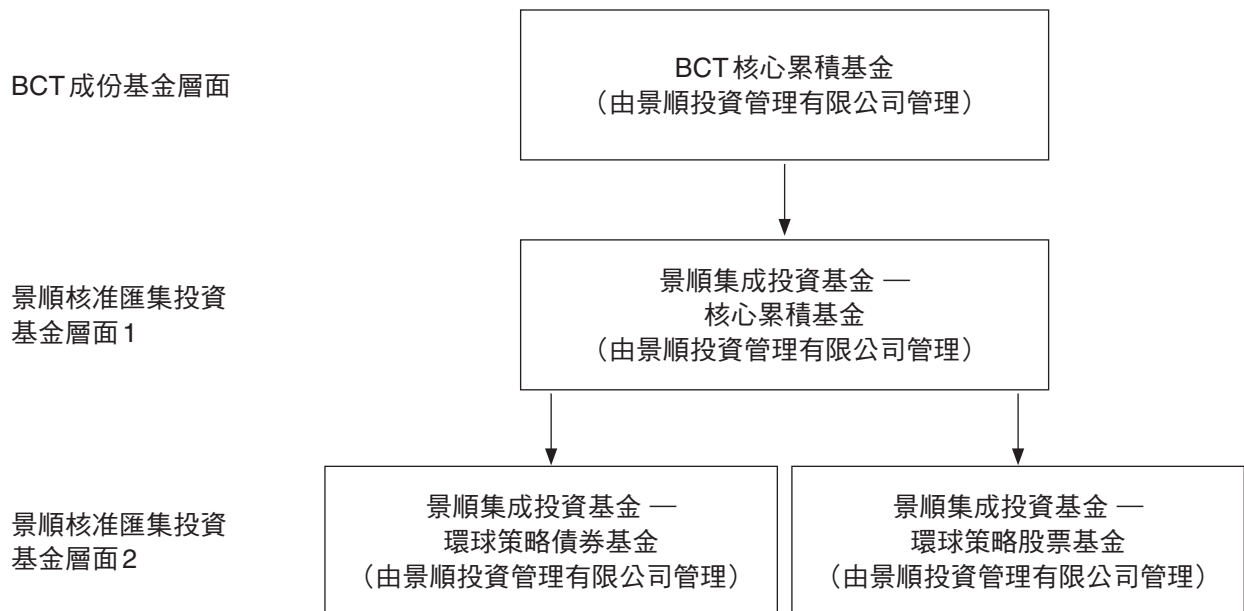 BCT成份基金層面
BCT核心累積基金
（由景順投資管理有限公司管理）
景順核准匯集投資
基金層面1
景順集成投資基金 —
核心累積基金
（由景順投資管理有限公司管理）
景順核准匯集投資
基金層面2
景順集成投資基金 —
環球策略債券基金
（由景順投資管理有限公司管理）
景順集成投資基金 —
環球策略股票基金
（由景順投資管理有限公司管理）